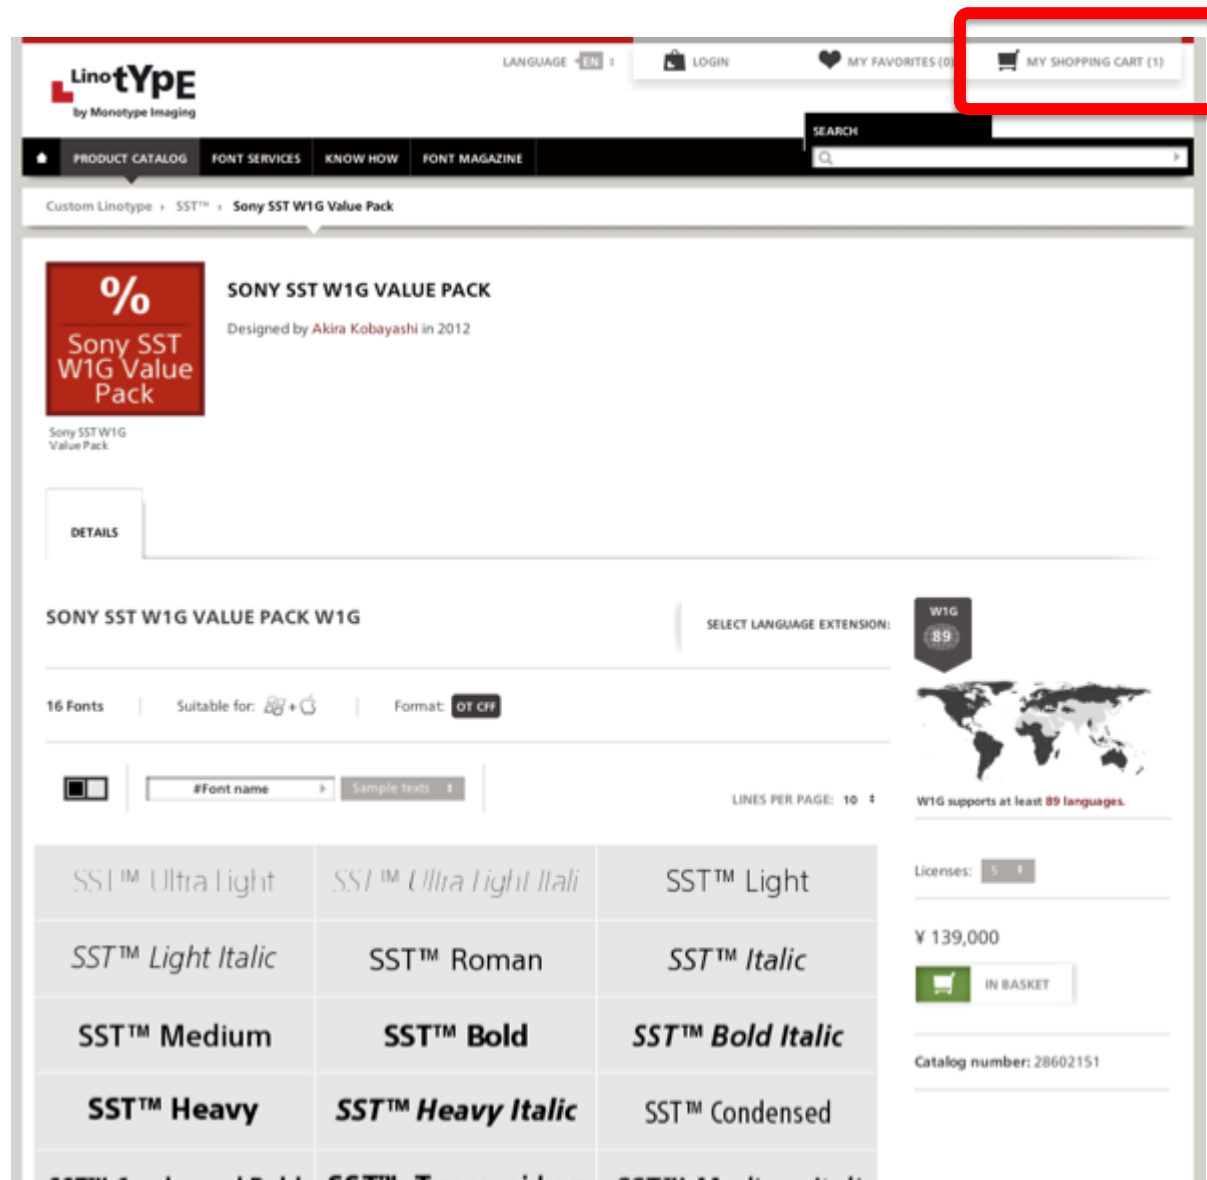 LANGUAGE EN
LOGIN
MY FAVORITES (0)
MY SHOPPING CART (1)
LinotYPE
by Monotype Imaging
SEARCH
PRODUCT CATALOG FONT SERVICES KNOW HOW FONT MAGAZINE
Custom Linotype › SST™ › Sony SST W1G Value Pack
%
Sony SST
W1G Value
Pack
Sony SST W1G
Value Pack
SONY SST W1G VALUE PACK
Designed by Akira Kobayashi in 2012
DETAILS
SONY SST W1G VALUE PACK W1G
SELECT LANGUAGE EXTENSION:
W1G
89
16 Fonts Suitable for: + Format: OT CFF
#Font name Sample texts
LINES PER PAGE: 10
W1G supports at least 89 languages.
SST™ Ultra Light SST™ Ultra Light Itali SST™ Light
SST™ Light Italic SST™ Roman SST™ Italic
SST™ Medium SST™ Bold SST™ Bold Italic
SST™ Heavy SST™ Heavy Italic SST™ Condensed
Licenses: 5
¥ 139,000
IN BASKET
Catalog number: 28602151